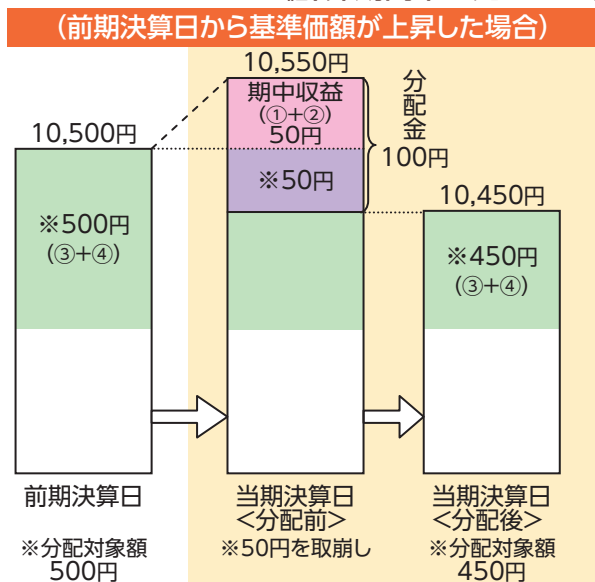 (前期決算日から基準価額が上昇した場合)
10,550円
期中収益
(①+②)
50円
※50円
分配金
100円
10,500円
※500円
(③+④)
10,450円
※450円
(③+④)
前期決算日
※分配対象額
500円
当期決算日
<分配前>
※50円を取崩し
当期決算日
<分配後>
※分配対象額
450円